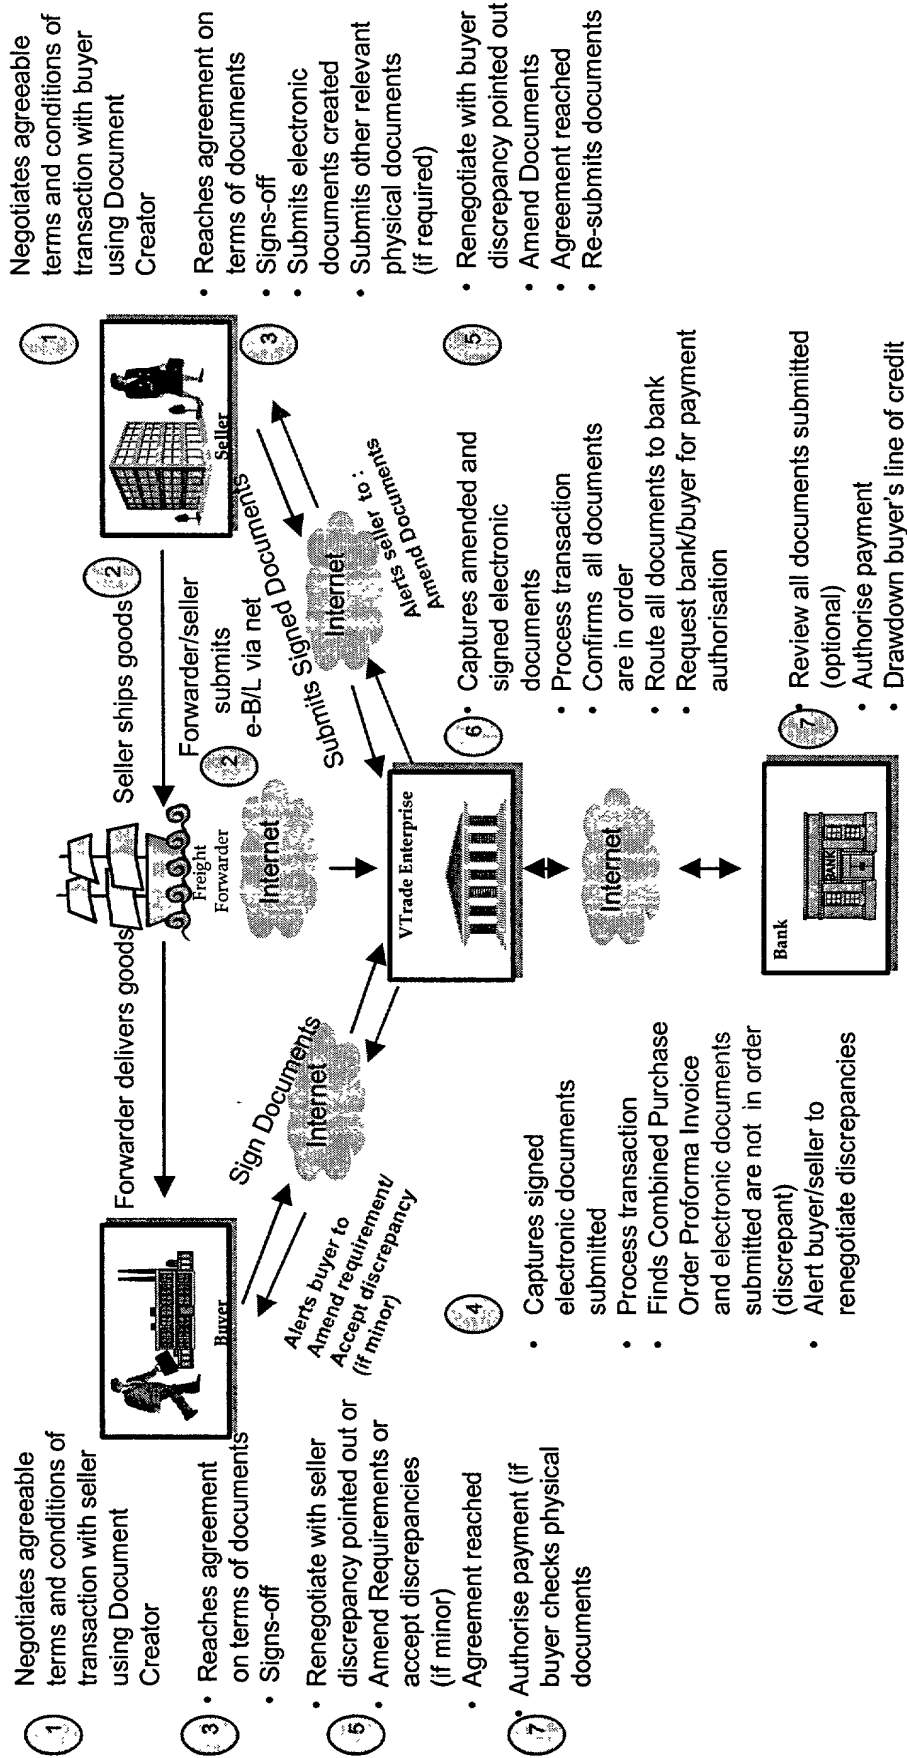 1
Negotiates agreeable
terms and conditions of
transaction with seller
using Document
Creator
3
• Reaches agreement
on terms of documents
• Signs-off
5
• Renegotiate with seller
discrepancy pointed out or
• Amend Requirements or
accept discrepancies
(if minor)
• Agreement reached
7
• Authorise payment (if
buyer checks physical
documents
Buyer
Forwarder delivers goods
Freight
Forwarder
Seller ships goods
2
Forwarder/seller
submits
e-B/L via net
2
Internet
Seller
1
Negotiates agreeable
terms and conditions of
transaction with buyer
using Document
Creator
3
• Reaches agreement on
terms of documents
• Signs-off
• Submits electronic
documents created
• Submits other relevant
physical documents
(if required)
5
• Renegotiate with buyer
discrepancy pointed out
• Amend Documents
• Agreement reached
• Re-submits documents
Sign Documents
Internet
Alerts buyer to
Amend requirement/
Accept discrepancy
(if minor)
Submits Signed Documents
Internet
Alerts seller to :
Amend Documents
VTrade Enterprise
4
• Captures signed
electronic documents
submitted
• Process transaction
• Finds Combined Purchase
Order Proforma Invoice
and electronic documents
submitted are not in order
(discrepant)
• Alert buyer/seller to
renegotiate discrepancies
6
• Captures amended and
signed electronic
documents
• Process transaction
• Confirms all documents
are in order
• Route all documents to bank
• Request bank/buyer for payment
authorisation
Internet
Bank
BANK
7
• Review all documents submitted
(optional)
• Authorise payment
• Drawdown buyer's line of credit